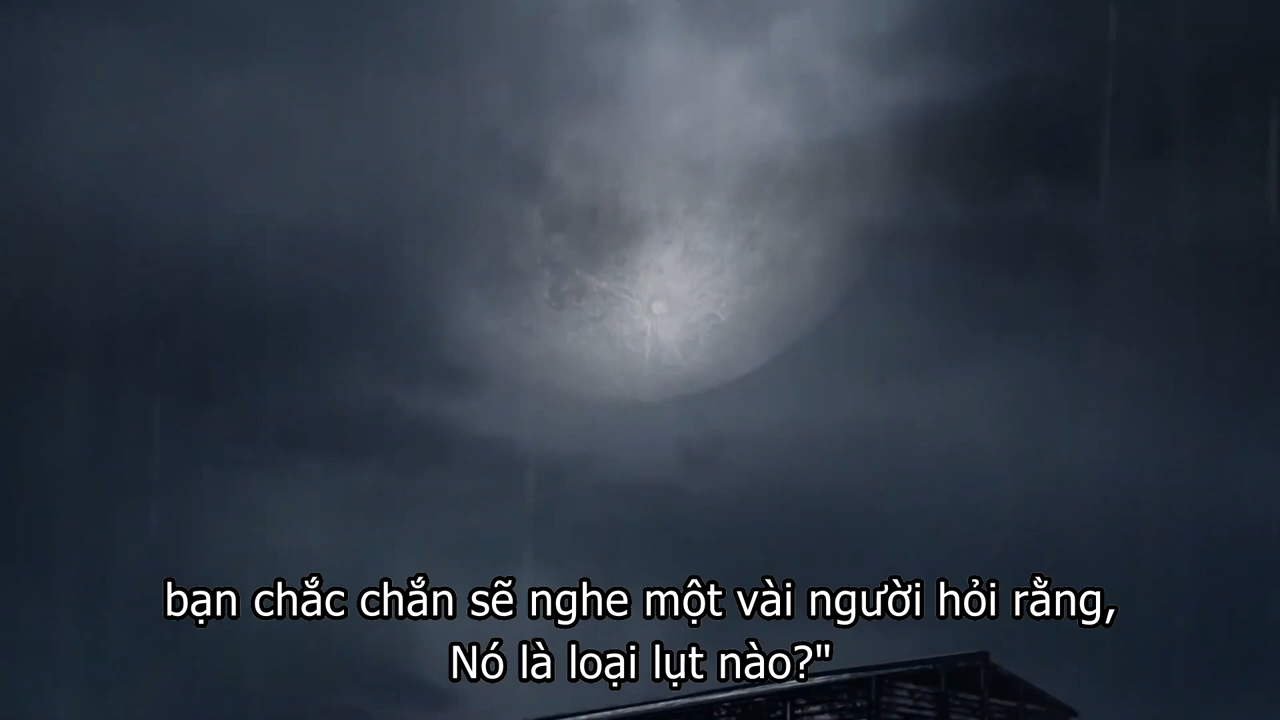 bạn chắc chắn sẽ nghe một vài người hỏi rằng,
Nó là loại lụt nào?"